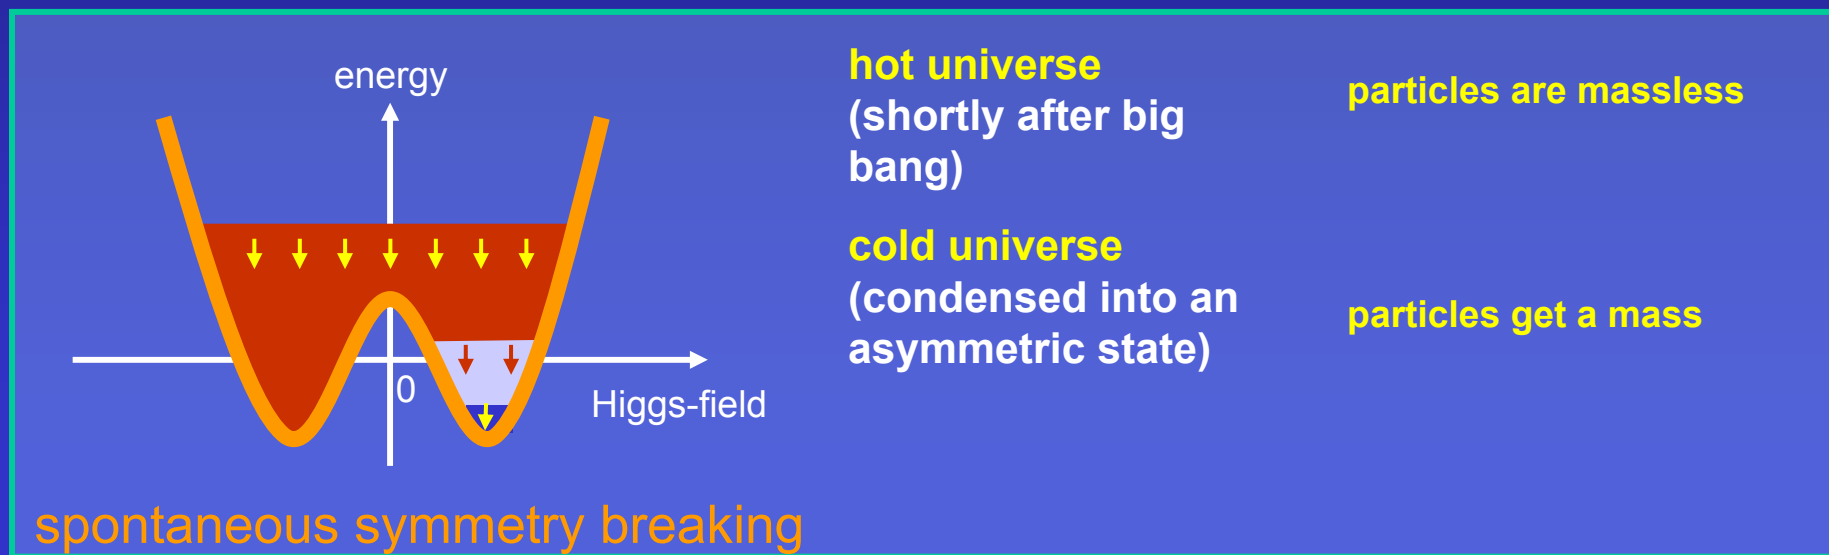 energy
0
Higgs-field
spontaneous symmetry breaking
hot universe
(shortly after big
bang)
particles are massless
cold universe
(condensed into an
asymmetric state)
particles get a mass